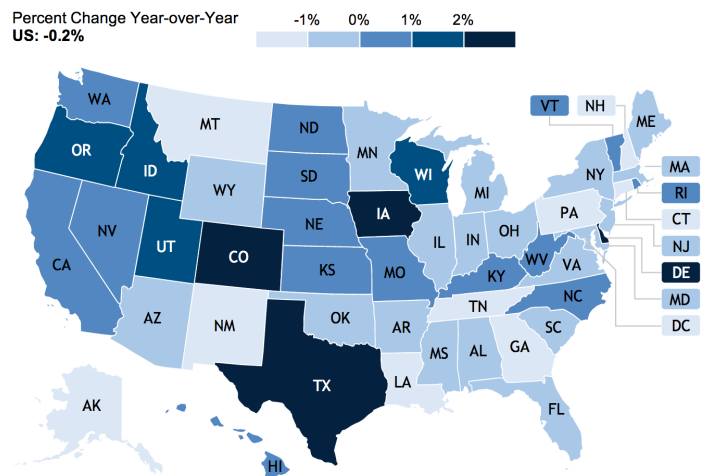 Percent Change Year-over-Year
US: -0.2%
-1% 0% 1% 2%
WA
MT
ND
MN
VT NH
ME
OR
ID
SD
WI
MI
NY
MA
WY
RI
IA
NE
PA
CT
NV
UT
CO
IL IN OH
NJ
CA
KS
MO
KY
WV
VA
DE
NC
MD
AZ
NM
OK
AR
TN
SC
DC
MS
AL
GA
TX
LA
AK
FL
HI